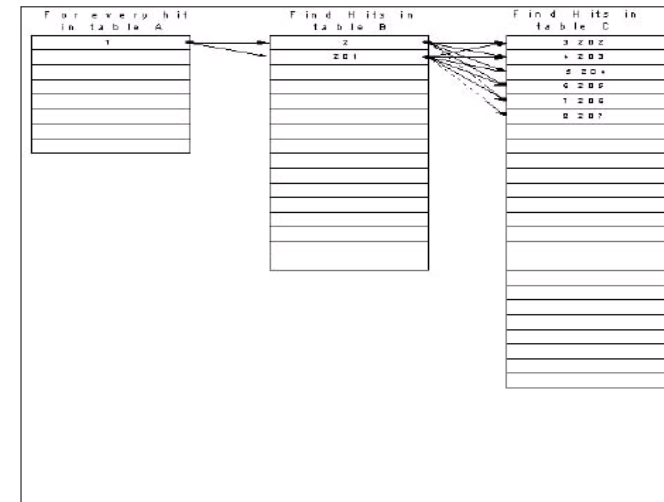 For every hit
in table A
1
Find Hits in
table B
2
201
Find Hits in
table C
3 202
4 203
5 204
6 205
7 206
8 207